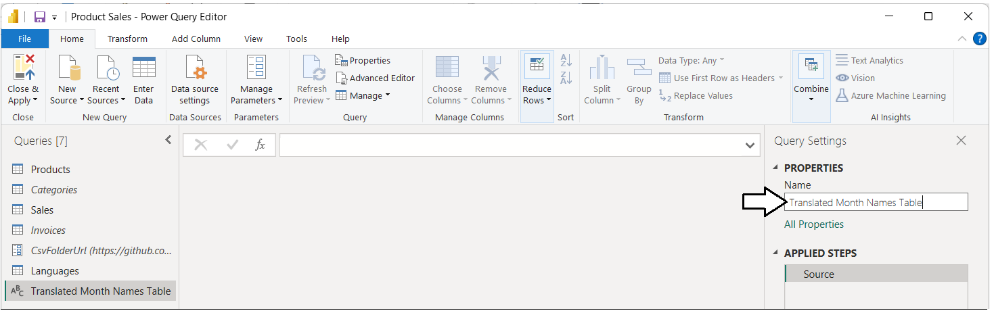 Product Sales - Power Query Editor
File Home Transform Add Column View Tools Help
Close & Apply
New Source
Recent Sources
Enter Data
Data source settings
Manage Parameters
Refresh Preview
Properties
Advanced Editor
Manage
Choose Columns
Remove Columns
Reduce Rows
Split Column
Group By
Data Type: Any
Use First Row as Headers
Replace Values
Combine
Text Analytics
Vision
Azure Machine Learning
Close
New Query
Data Sources
Parameters
Query
Manage Columns
Sort
Transform
AI Insights
Queries [7]
Products
Categories
Sales
Invoices
CsvFolderUrl (https://github.co...
Languages
ABC Translated Month Names Table
fx
Query Settings
PROPERTIES
Name
Translated Month Names Table
All Properties
APPLIED STEPS
Source